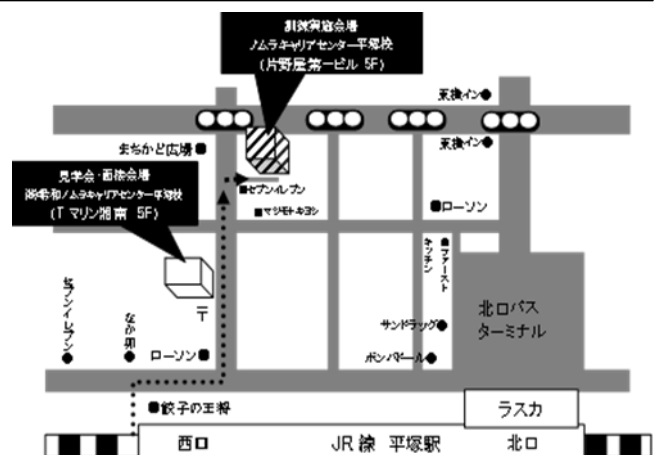 訓練実施会場
ノムラキャリアセンター平塚校
(片野屋第一ビル 5F)
東横イン
まちかど広場
東横イン
見学会・面接会場
ノムラキャリアセンター平塚校
(T マリン湘南 5F)
セブンイレブン
マツモトキヨシ
ローソン
ファースト
キッチン
北口バス
ターミナル
〒
セブンイレブン
なか卯
ローソン
サンドラッグ
ポンパドール
餃子の王将
ラスカ
西口
JR線 平塚駅
北口